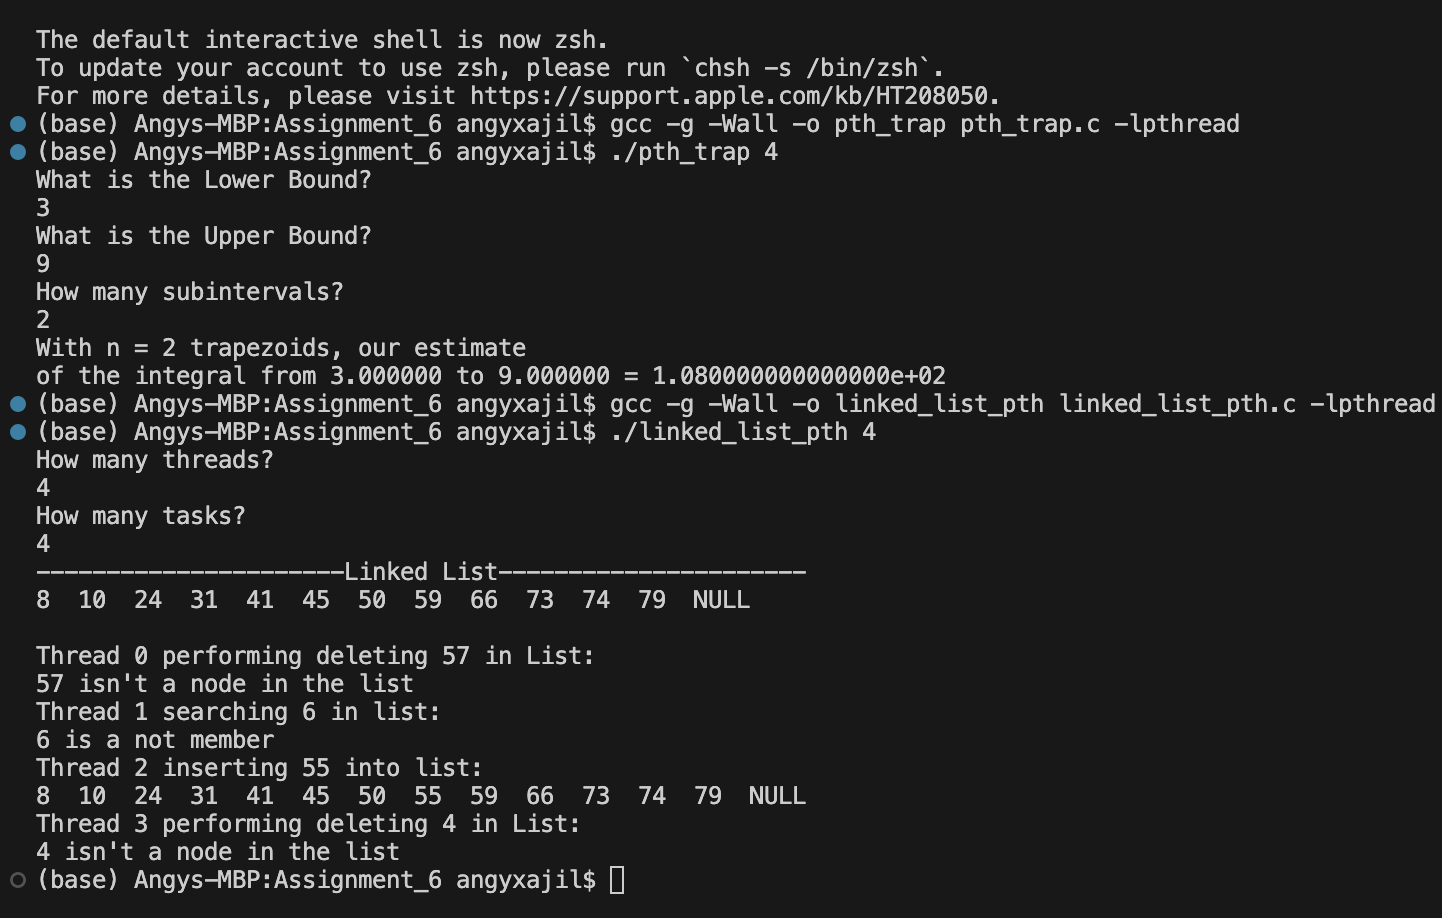 The default interactive shell is now zsh.
To update your account to use zsh, please run `chsh -s /bin/zsh`.
For more details, please visit https://support.apple.com/kb/HT208050.
(base) Angys-MBP:Assignment_6 angyxajil$ gcc -g -Wall -o pth_trap pth_trap.c -lpthread
(base) Angys-MBP:Assignment_6 angyxajil$ ./pth_trap 4
What is the Lower Bound?
3
What is the Upper Bound?
9
How many subintervals?
2
With n = 2 trapezoids, our estimate
of the integral from 3.000000 to 9.000000 = 1.080000000000000e+02
(base) Angys-MBP:Assignment_6 angyxajil$ gcc -g -Wall -o linked_list_pth linked_list_pth.c -lpthread
(base) Angys-MBP:Assignment_6 angyxajil$ ./linked_list_pth 4
How many threads?
4
How many tasks?
4
----------------------Linked List----------------------
8  10  24  31  41  45  50  59  66  73  74  79  NULL
Thread 0 performing deleting 57 in List:
57 isn't a node in the list
Thread 1 searching 6 in list:
6 is a not member
Thread 2 inserting 55 into list:
8  10  24  31  41  45  50  55  59  66  73  74  79  NULL
Thread 3 performing deleting 4 in List:
4 isn't a node in the list
(base) Angys-MBP:Assignment_6 angyxajil$